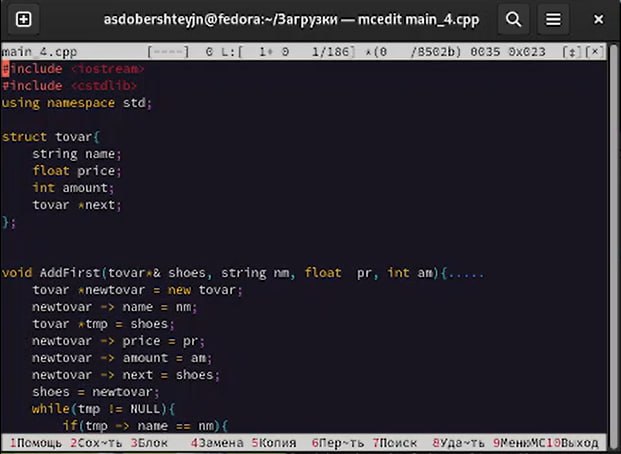 asdobershteyjn@fedora:~/Загрузки — mcedit main_4.cpp
main_4.cpp [----] 0 L:[ 1+ 0 1/186] *(0 /8502b) 0035 0x023 [‡][×]
#include <iostream>
#include <cstdlib>
using namespace std;
struct tovar{
    string name;
    float price;
    int amount;
    tovar *next;
};
void AddFirst(tovar*& shoes, string nm, float  pr, int am){.....
    tovar *newtovar = new tovar;
    newtovar -> name = nm;
    tovar *tmp = shoes;
    newtovar -> price = pr;
    newtovar -> amount = am;
    newtovar -> next = shoes;
    shoes = newtovar;
    while(tmp != NULL){
        if(tmp -> name == nm){
1Помощь 2Сох~ть 3Блок 4Замена 5Копия 6Пер~ть 7Поиск 8Уда~ть 9МенюMC10Выход